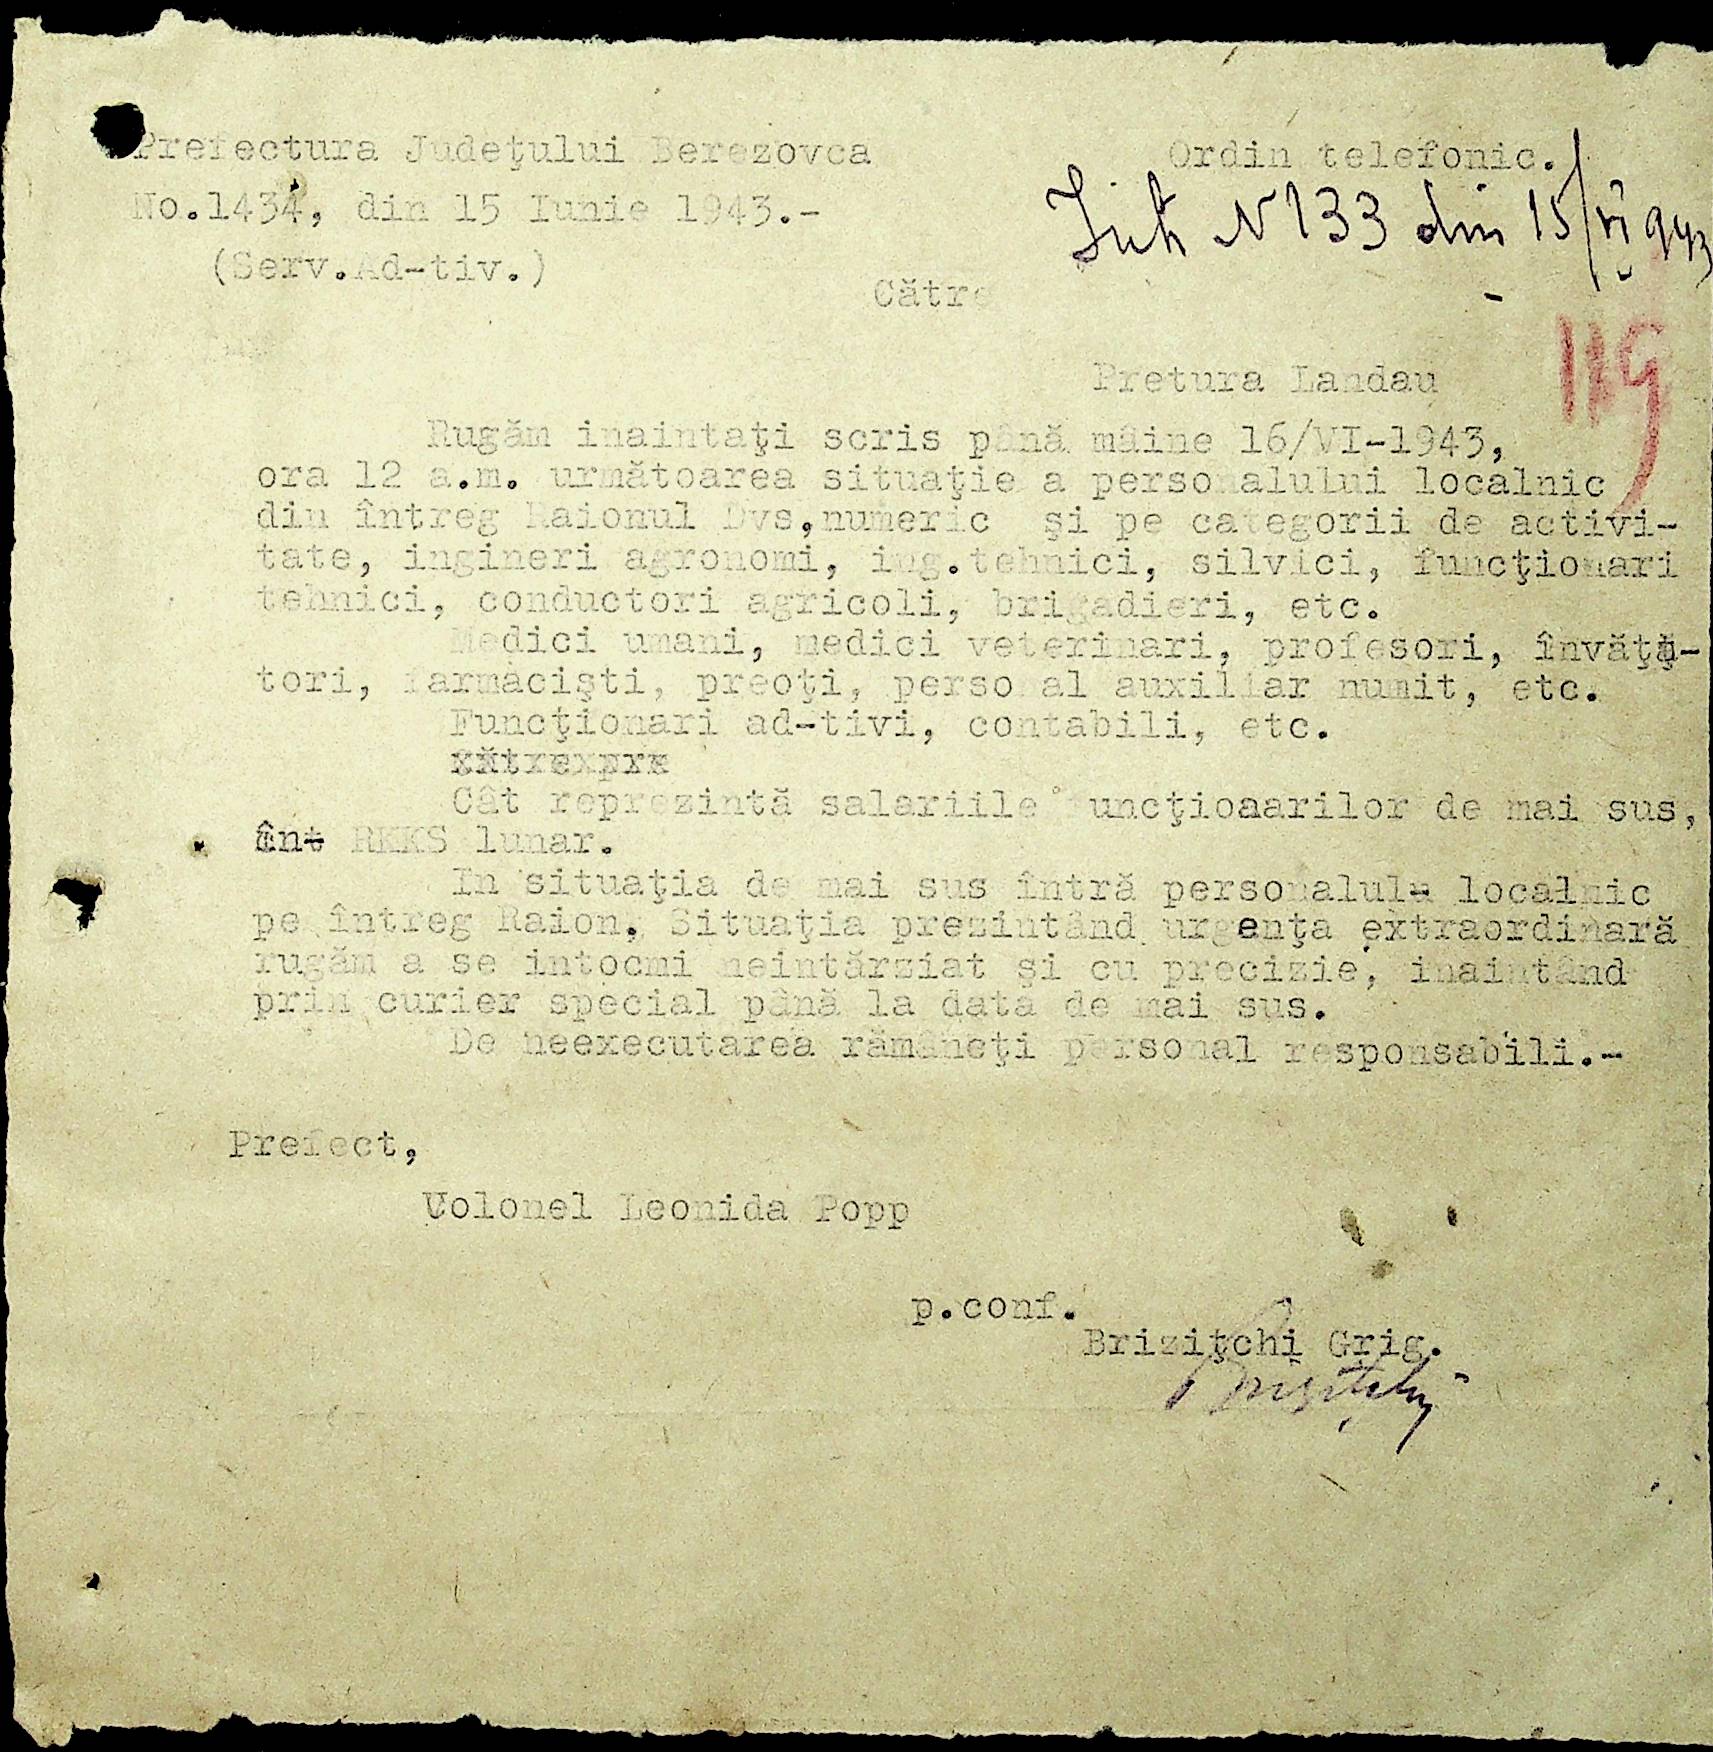 Prefectura Judeţului Berezovca
Ordin telefonic.
No.1434, din 15 Iunie 1943.-
N 133 din 15/VI 943
(Serv.Ad-tiv.)
Către
119
Pretura Landau
Rugăm inaintaţi scris până mâine 16/VI-1943,
ora 12 a.m. următoarea situaţie a personalului localnic
din întreg Raionul Dvs,numeric şi pe categorii de activi-
tate, ingineri agronomi, ing.tehnici, silvici, funcţionari
tehnici, conductori agricoli, brigadieri, etc.
Medici umani, medici veterinari, profesori, învăţă-
tori, farmacişti, preoţi, personal auxiliar numit, etc.
Funcţionari ad-tivi, contabili, etc.
Cât reprezintă salariile funcţioaarilor de mai sus,
în RKKS lunar.
In situaţia de mai sus întră personalul localnic
pe întreg Raion. Situaţia prezintând urgenţa extraordinară
rugăm a se intocmi neintărziat şi cu precizie, inaintând
prin curier special până la data de mai sus.
De neexecutarea rămâneţi personal responsabili.-
Prefect,
Colonel Leonida Popp
p.conf.
Briziţchi Grig.